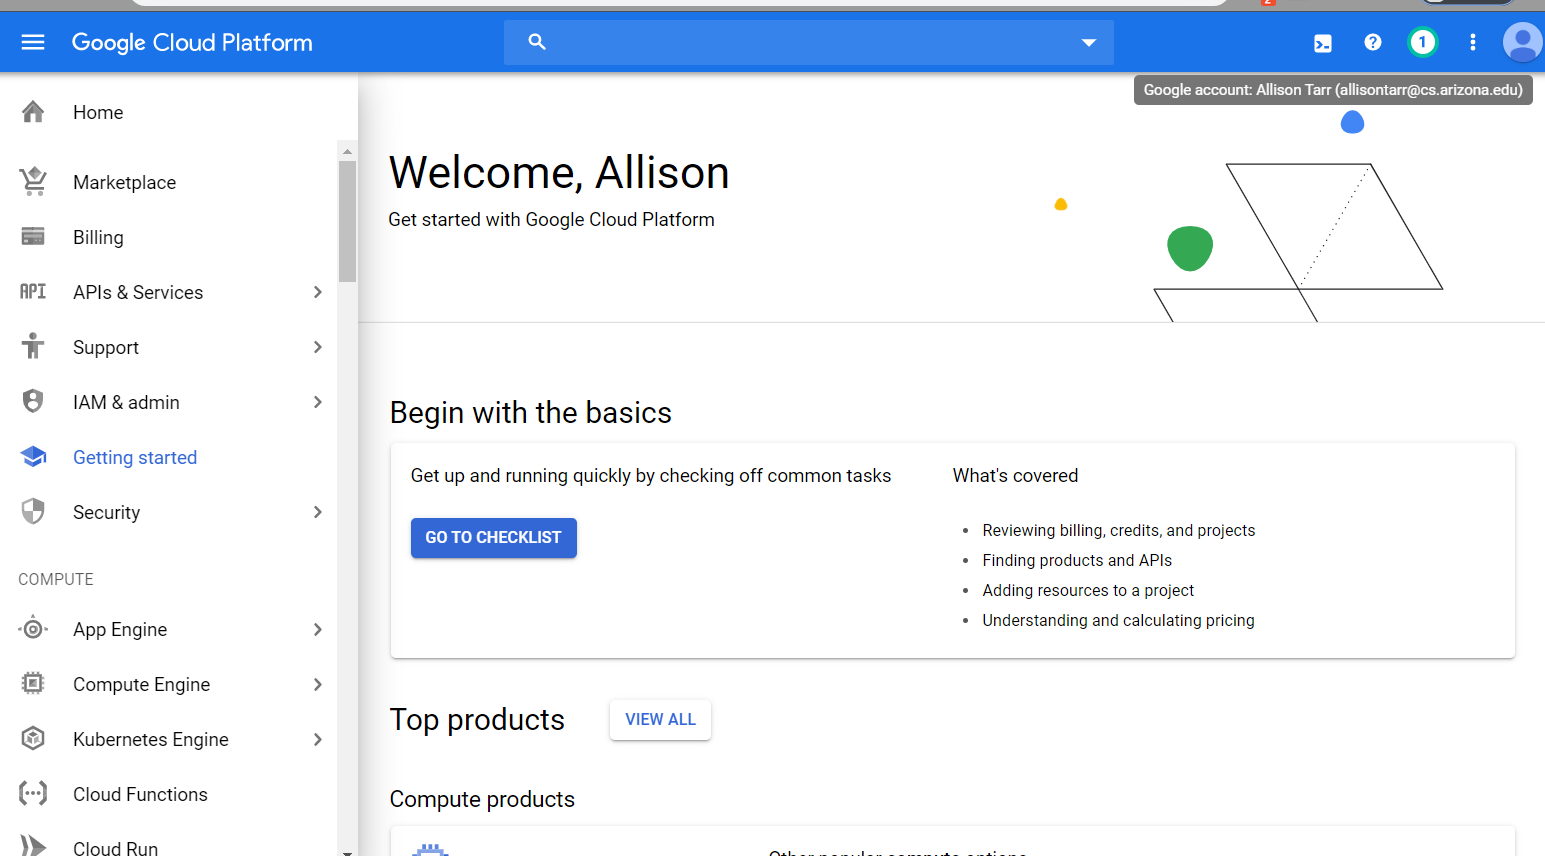 Google Cloud Platform
1
Google account: Allison Tarr (allisontarr@cs.arizona.edu)
Home
Marketplace
Billing
API APIs & Services
Support
IAM & admin
Getting started
Security
COMPUTE
App Engine
Compute Engine
Kubernetes Engine
Cloud Functions
Cloud Run
Welcome, Allison
Get started with Google Cloud Platform
Begin with the basics
Get up and running quickly by checking off common tasks
GO TO CHECKLIST
What's covered
Reviewing billing, credits, and projects
Finding products and APIs
Adding resources to a project
Understanding and calculating pricing
Top products
VIEW ALL
Compute products
Other popular compute options